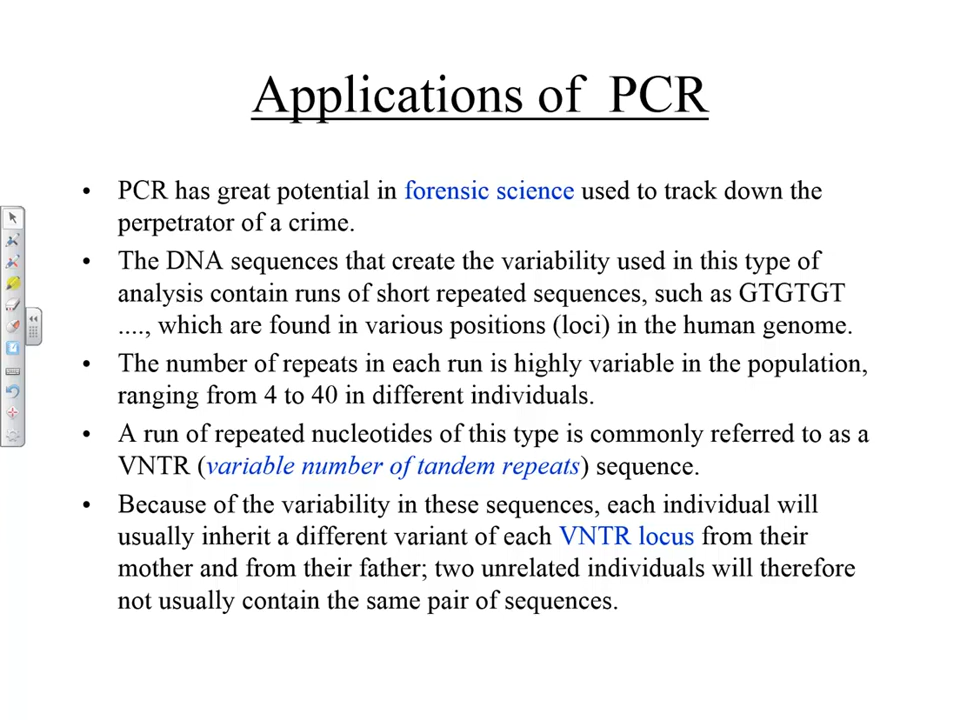 Applications of PCR
• PCR has great potential in forensic science used to track down the
perpetrator of a crime.
• The DNA sequences that create the variability used in this type of
analysis contain runs of short repeated sequences, such as GTGTGT
...., which are found in various positions (loci) in the human genome.
• The number of repeats in each run is highly variable in the population,
ranging from 4 to 40 in different individuals.
• A run of repeated nucleotides of this type is commonly referred to as a
VNTR (variable number of tandem repeats) sequence.
• Because of the variability in these sequences, each individual will
usually inherit a different variant of each VNTR locus from their
mother and from their father; two unrelated individuals will therefore
not usually contain the same pair of sequences.